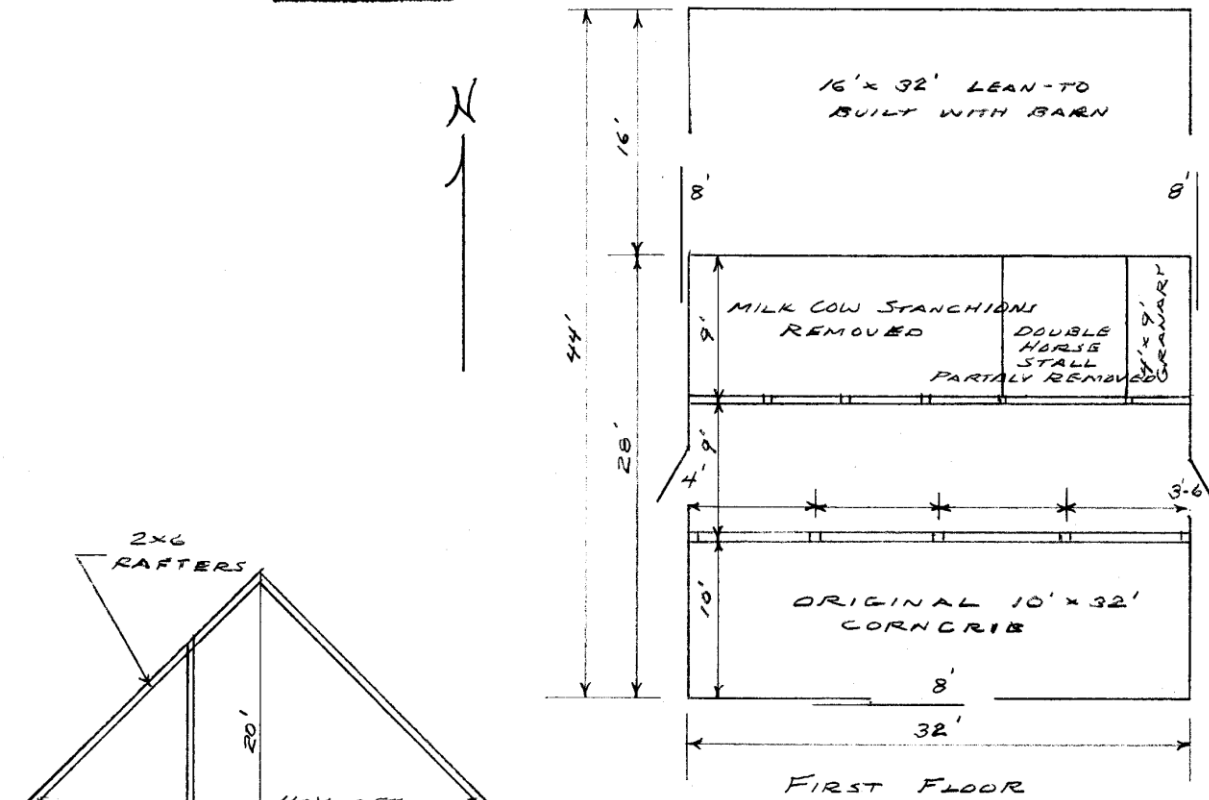 N
16' x 32' LEAN-TO
BUILT WITH BARN
16'
8'
8'
44'
28'
9'
MILK COW STANCHIONS
REMOVED
DOUBLE
HORSE
STALL
PARTALY REMOVED
4' x 9'
GRANARY
9'
4'
3'-6
10'
ORIGINAL 10' x 32'
CORNCRIB
8'
32'
FIRST FLOOR
2x6
RAFTERS
20'